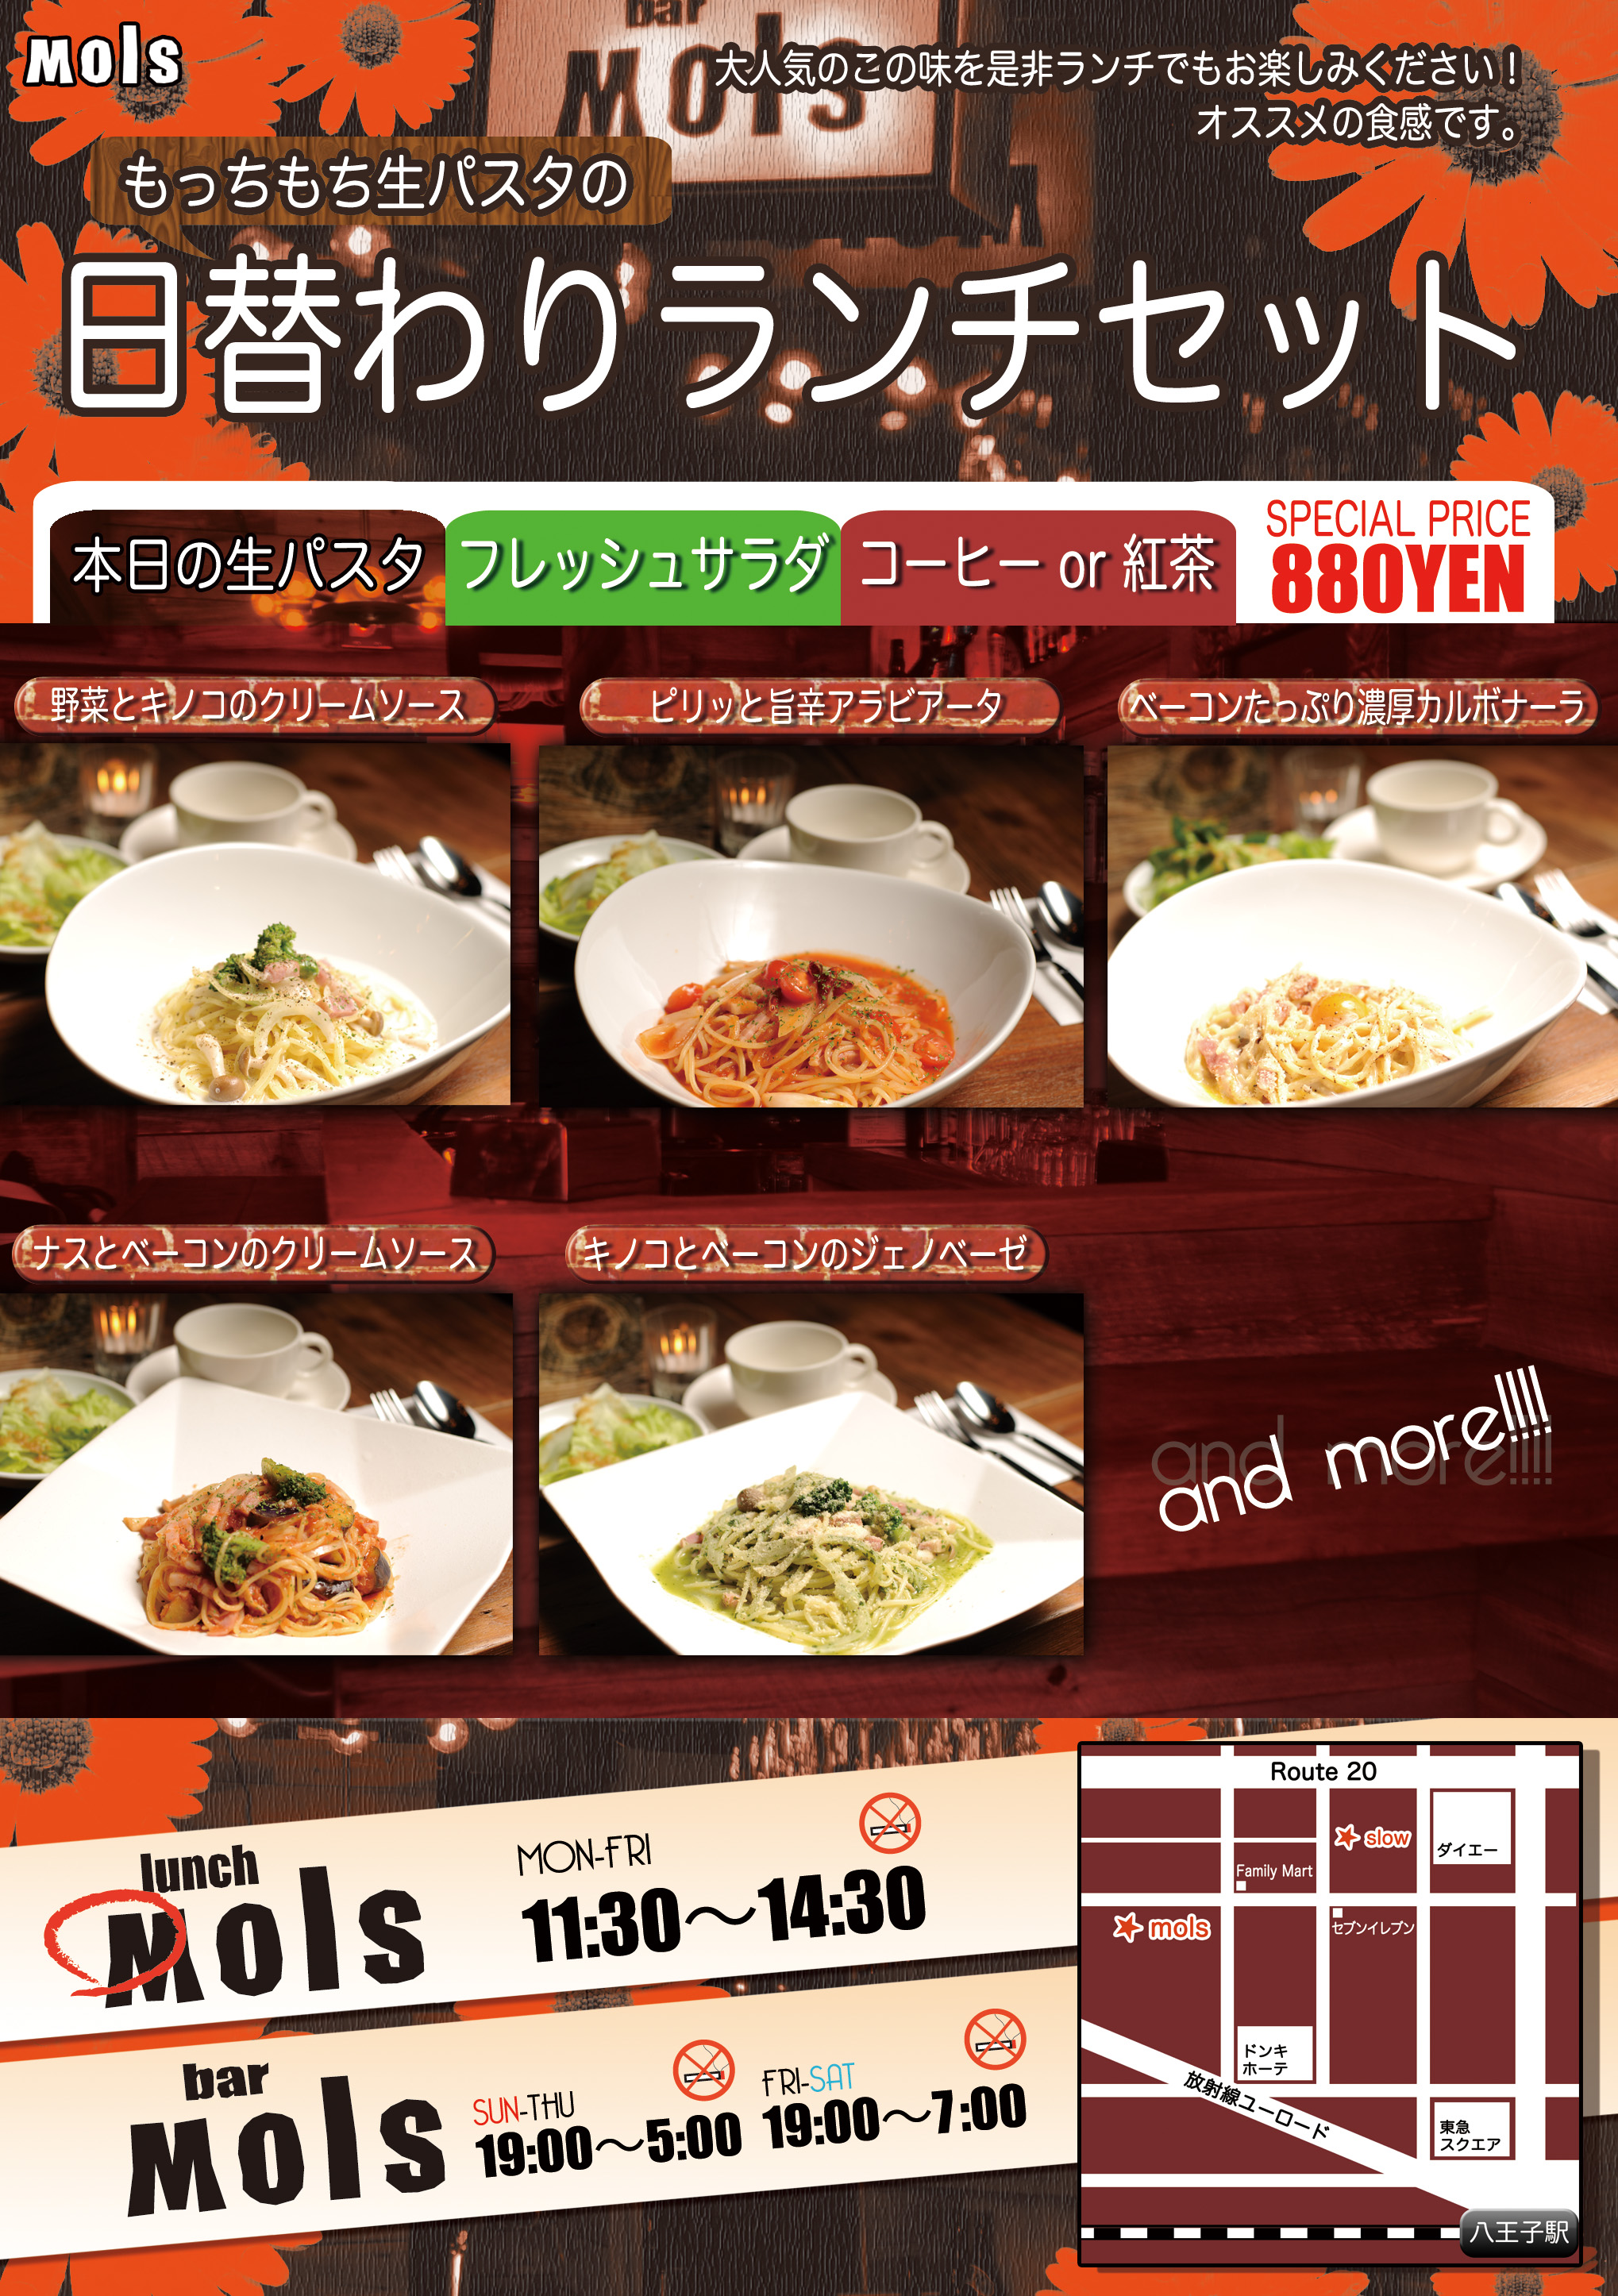 Mols
bar
Mols
大人気のこの味を是非ランチでもお楽しみください！
オススメの食感です。
もっちもち生パスタの
日替わりランチセット
本日の生パスタ
フレッシュサラダ
コーヒー or 紅茶
SPECIAL PRICE
880YEN
野菜とキノコのクリームソース
ピリッと旨辛アラビアータ
ベーコンたっぷり濃厚カルボナーラ
ナスとベーコンのクリームソース
キノコとベーコンのジェノベーゼ
and more!!!!
lunch
Mols
MON-FRI
11:30〜14:30
bar
Mols
SUN-THU
19:00〜5:00
FRI-SAT
19:00〜7:00
Route 20
slow
ダイエー
Family Mart
mols
セブンイレブン
ドンキ
ホーテ
放射線ユーロード
東急
スクエア
八王子駅